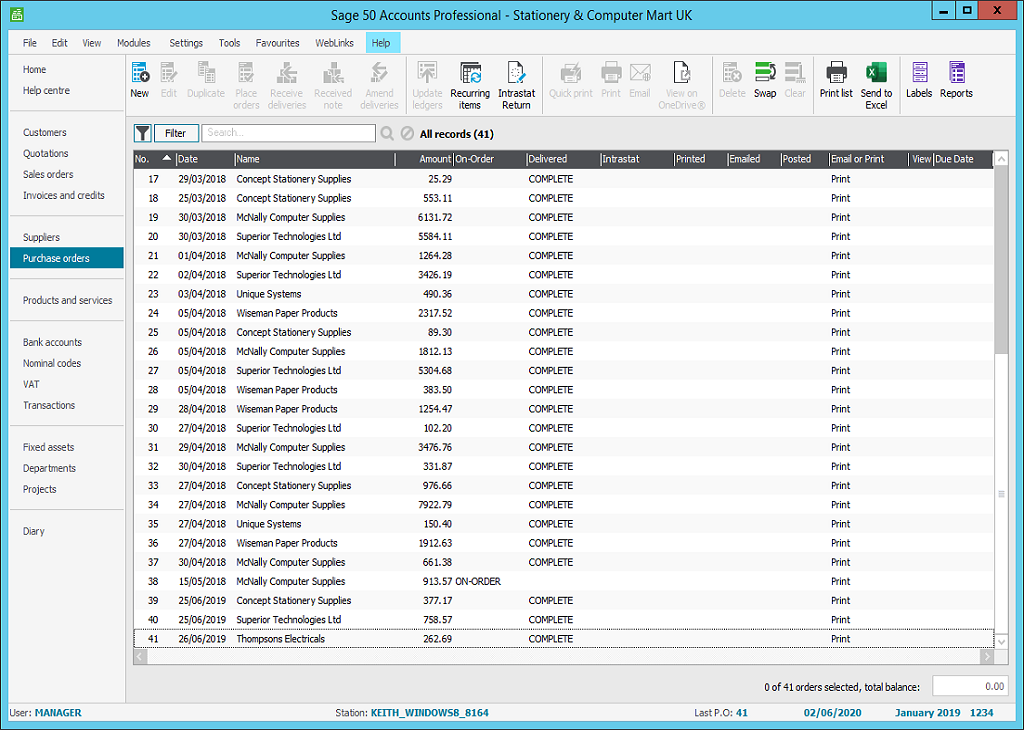 Sage 50 Accounts Professional - Stationery & Computer Mart UK
File Edit View Modules Settings Tools Favourites WebLinks Help
Home
Help centre
Customers
Quotations
Sales orders
Invoices and credits
Suppliers
Purchase orders
Products and services
Bank accounts
Nominal codes
VAT
Transactions
Fixed assets
Departments
Projects
Diary
New Edit Duplicate Place orders Receive deliveries Received note Amend deliveries Update ledgers Recurring items Intrastat Return Quick print Print Email View on OneDrive® Delete Swap Clear Print list Send to Excel Labels Reports
Filter Search... All records (41)
No. Date Name Amount On-Order Delivered Intrastat Printed Emailed Posted Email or Print View Due Date
17 29/03/2018 Concept Stationery Supplies 25.29 COMPLETE Print
18 25/03/2018 Concept Stationery Supplies 553.11 COMPLETE Print
19 30/03/2018 McNally Computer Supplies 6131.72 COMPLETE Print
20 30/03/2018 Superior Technologies Ltd 5584.11 COMPLETE Print
21 01/04/2018 McNally Computer Supplies 1264.28 COMPLETE Print
22 02/04/2018 Superior Technologies Ltd 3426.19 COMPLETE Print
23 03/04/2018 Unique Systems 490.36 COMPLETE Print
24 05/04/2018 Wiseman Paper Products 2317.52 COMPLETE Print
25 05/04/2018 Concept Stationery Supplies 89.30 COMPLETE Print
26 05/04/2018 McNally Computer Supplies 1812.13 COMPLETE Print
27 05/04/2018 Superior Technologies Ltd 5304.68 COMPLETE Print
28 05/04/2018 Wiseman Paper Products 383.50 COMPLETE Print
29 28/04/2018 Wiseman Paper Products 1254.47 COMPLETE Print
30 27/04/2018 Superior Technologies Ltd 102.20 COMPLETE Print
31 29/04/2018 McNally Computer Supplies 3476.76 COMPLETE Print
32 30/04/2018 Superior Technologies Ltd 331.87 COMPLETE Print
33 27/04/2018 Concept Stationery Supplies 976.66 COMPLETE Print
34 27/04/2018 McNally Computer Supplies 7922.79 COMPLETE Print
35 27/04/2018 Unique Systems 150.40 COMPLETE Print
36 27/04/2018 Wiseman Paper Products 1912.63 COMPLETE Print
37 30/04/2018 McNally Computer Supplies 661.38 COMPLETE Print
38 15/05/2018 McNally Computer Supplies 913.57 ON-ORDER Print
39 25/06/2019 Concept Stationery Supplies 377.17 COMPLETE Print
40 25/06/2019 Superior Technologies Ltd 758.57 COMPLETE Print
41 26/06/2019 Thompsons Electricals 262.69 COMPLETE Print
0 of 41 orders selected, total balance: 0.00
User: MANAGER Station: KEITH_WINDOWS8_8164 Last P.O: 41 02/06/2020 January 2019 1234